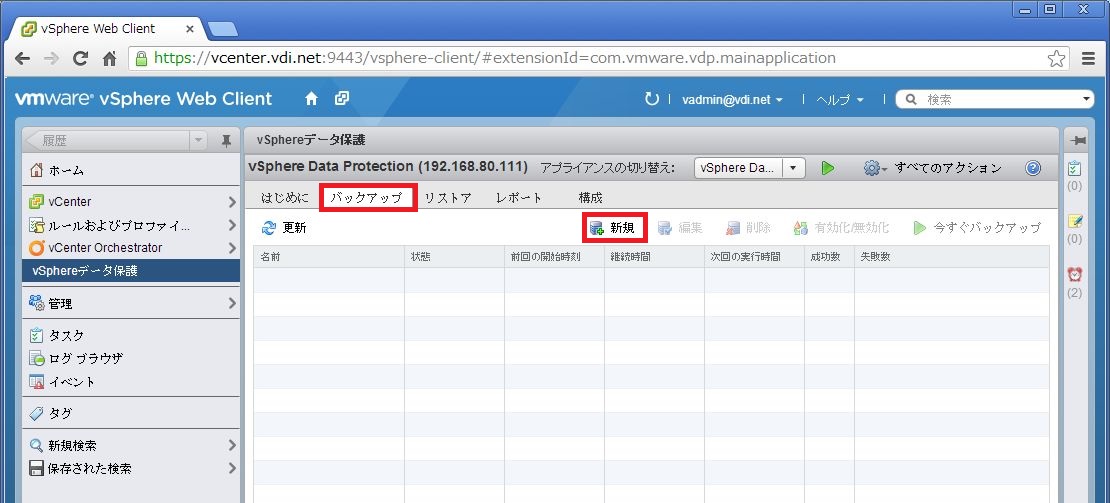 vSphere Web Client
https://vcenter.vdi.net:9443/vsphere-client/#extensionId=com.vmware.vdp.mainapplication
vmware® vSphere Web Client
vadmin@vdi.net
ヘルプ
検索
履歴
vSphereデータ保護
ホーム
vSphere Data Protection (192.168.80.111) アプライアンスの切り替え: vSphere Da... すべてのアクション
はじめに バックアップ リストア レポート 構成
vCenter
ルールおよびプロファイ...
vCenter Orchestrator
vSphereデータ保護
管理
タスク
ログ ブラウザ
イベント
タグ
新規検索
保存された検索
更新 新規 編集 削除 有効化/無効化 今すぐバックアップ
名前 状態 前回の開始時刻 継続時間 次回の実行時間 成功数 失敗数
(0)
(0)
(2)